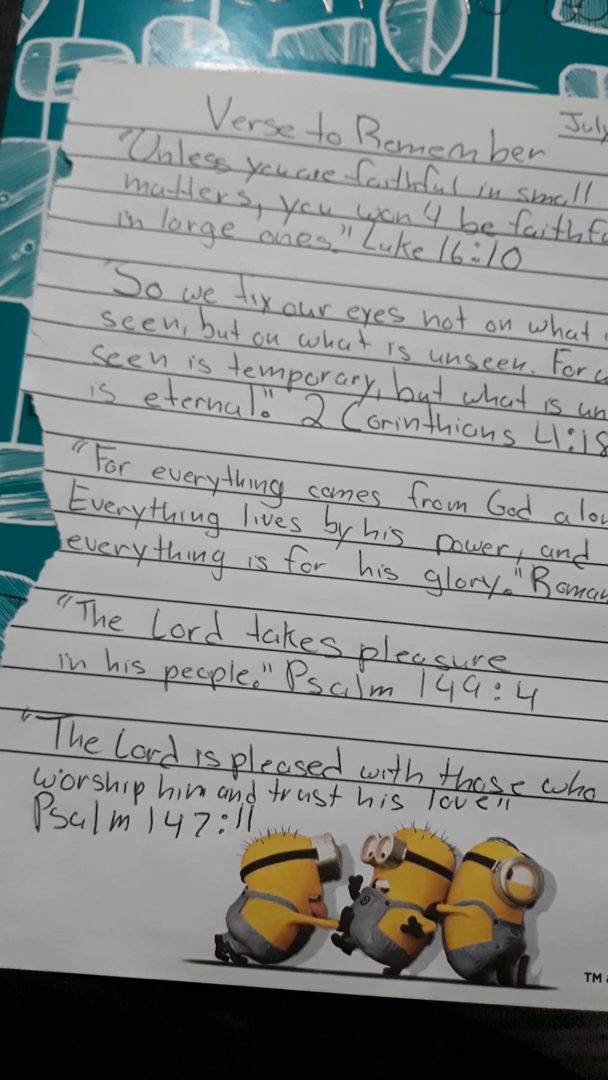 Verse to Remember
July
"Unless you are faithful in small
matters, you won't be faithfu
in large ones." Luke 16:10
So we fix our eyes not on what
seen, but on what is unseen. For
seen is temporary, but what is un
is eternal." 2 Corinthians 4:18
"For everything comes from God alo
Everything lives by his power, and
everything is for his glory." Roman
"The Lord takes pleasure
in his people." Psalm 149:4
"The Lord is pleased with those who
worship him and trust his love"
Psalm 147:11
TM